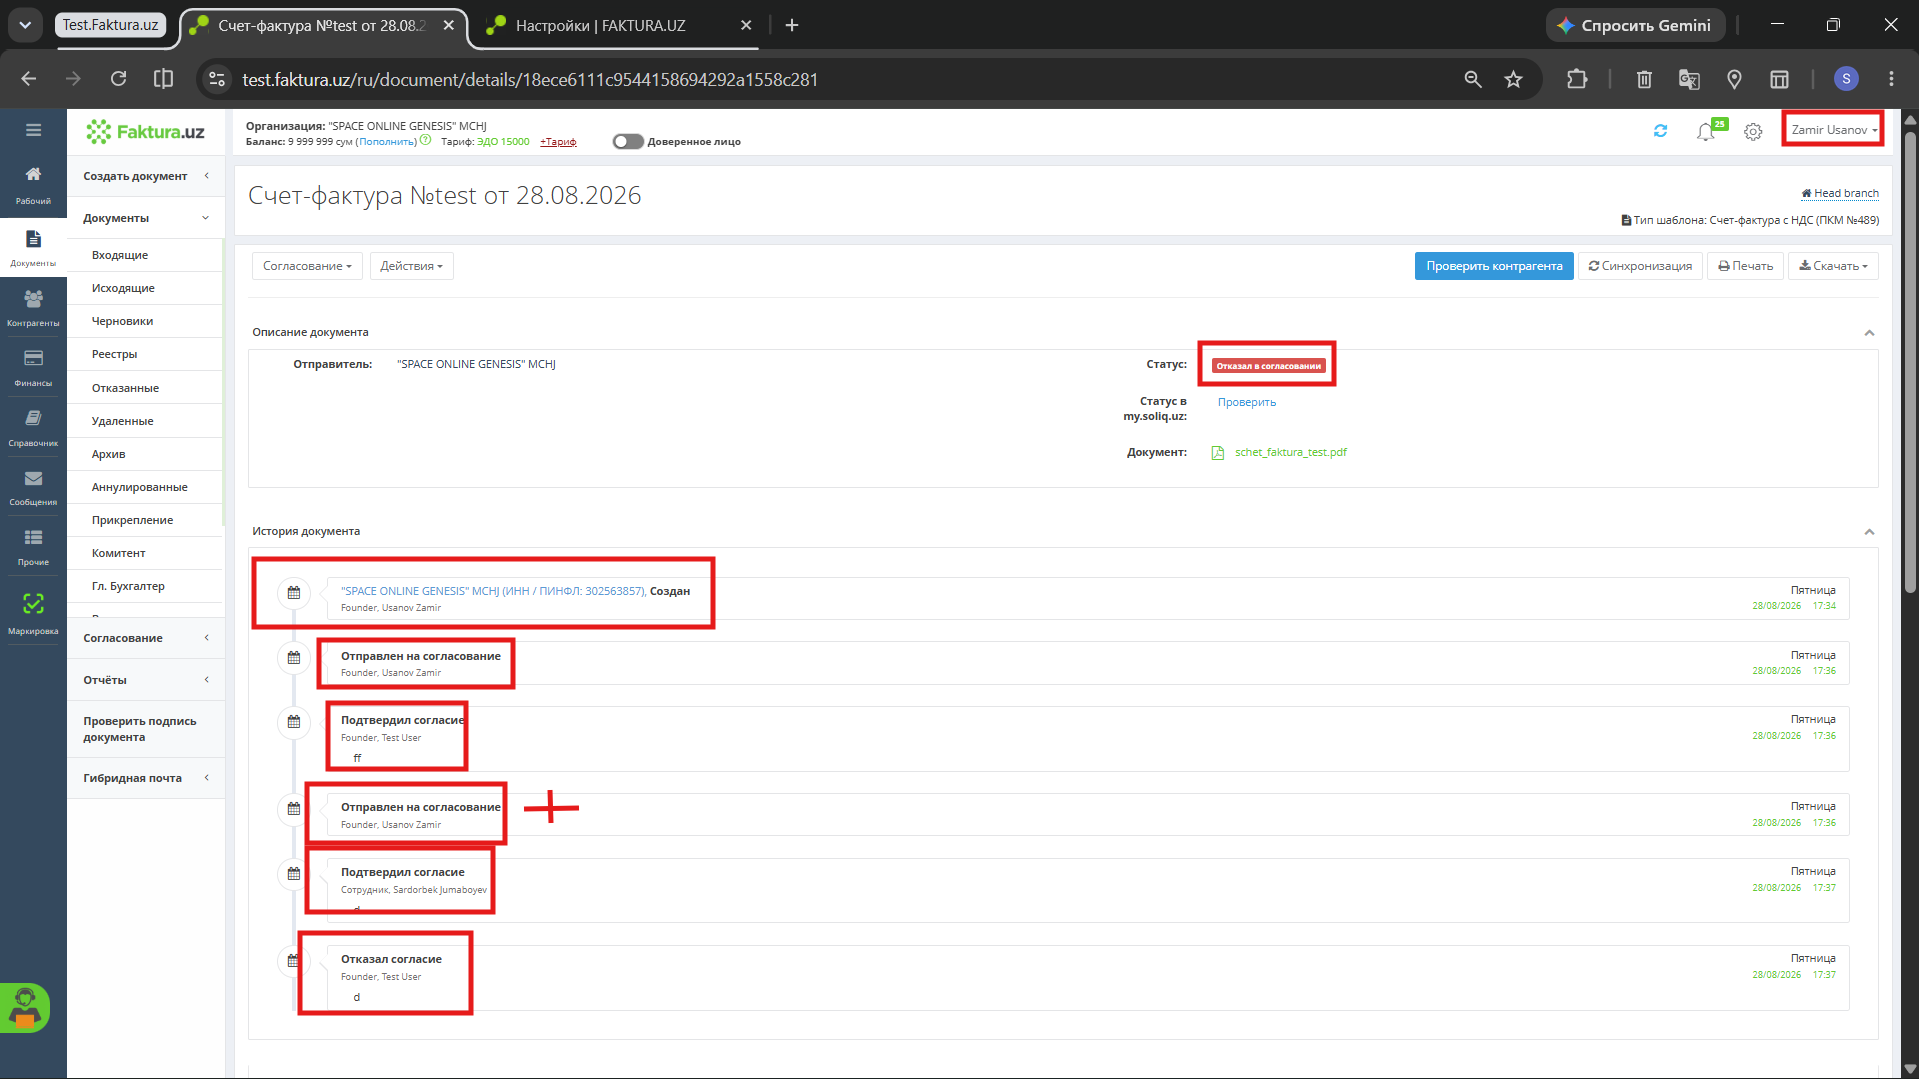 Test.Faktura.uz
Счет-фактура №test от 28.08.2
Настройки | FAKTURA.UZ
Спросить Gemini
test.faktura.uz/ru/document/details/18ece6111c9544158694292a1558c281
S
Рабочий
Документы
Контрагенты
Финансы
Справочник
Сообщения
Прочие
Маркировка
Faktura.uz
Создать документ
Документы
Входящие
Исходящие
Черновики
Реестры
Отказанные
Удаленные
Архив
Аннулированные
Прикрепление
Комитент
Гл. Бухгалтер
Согласование
Отчёты
Проверить подпись документа
Гибридная почта
Организация: "SPACE ONLINE GENESIS" MCHJ
Баланс: 9 999 999 сум (Пополнить) Тариф: ЭДО 15000 +Тариф
Доверенное лицо
25
Zamir Usanov
Счет-фактура №test от 28.08.2026
Head branch
Тип шаблона: Счет-фактура с НДС (ПКМ №489)
Согласование
Действия
Проверить контрагента
Синхронизация
Печать
Скачать
Описание документа
Отправитель: "SPACE ONLINE GENESIS" MCHJ
Статус: Отказал в согласовании
Статус в my.soliq.uz: Проверить
Документ: schet_faktura_test.pdf
История документа
"SPACE ONLINE GENESIS" MCHJ (ИНН / ПИНФЛ: 302563857), Создан
Founder, Usanov Zamir
Пятница
28/08/2026 17:34
Отправлен на согласование
Founder, Usanov Zamir
Пятница
28/08/2026 17:36
Подтвердил согласие
Founder, Test User
ff
Пятница
28/08/2026 17:36
Отправлен на согласование
Founder, Usanov Zamir
Пятница
28/08/2026 17:36
Подтвердил согласие
Сотрудник, Sardorbek Jumaboyev
d
Пятница
28/08/2026 17:37
Отказал согласие
Founder, Test User
d
Пятница
28/08/2026 17:37